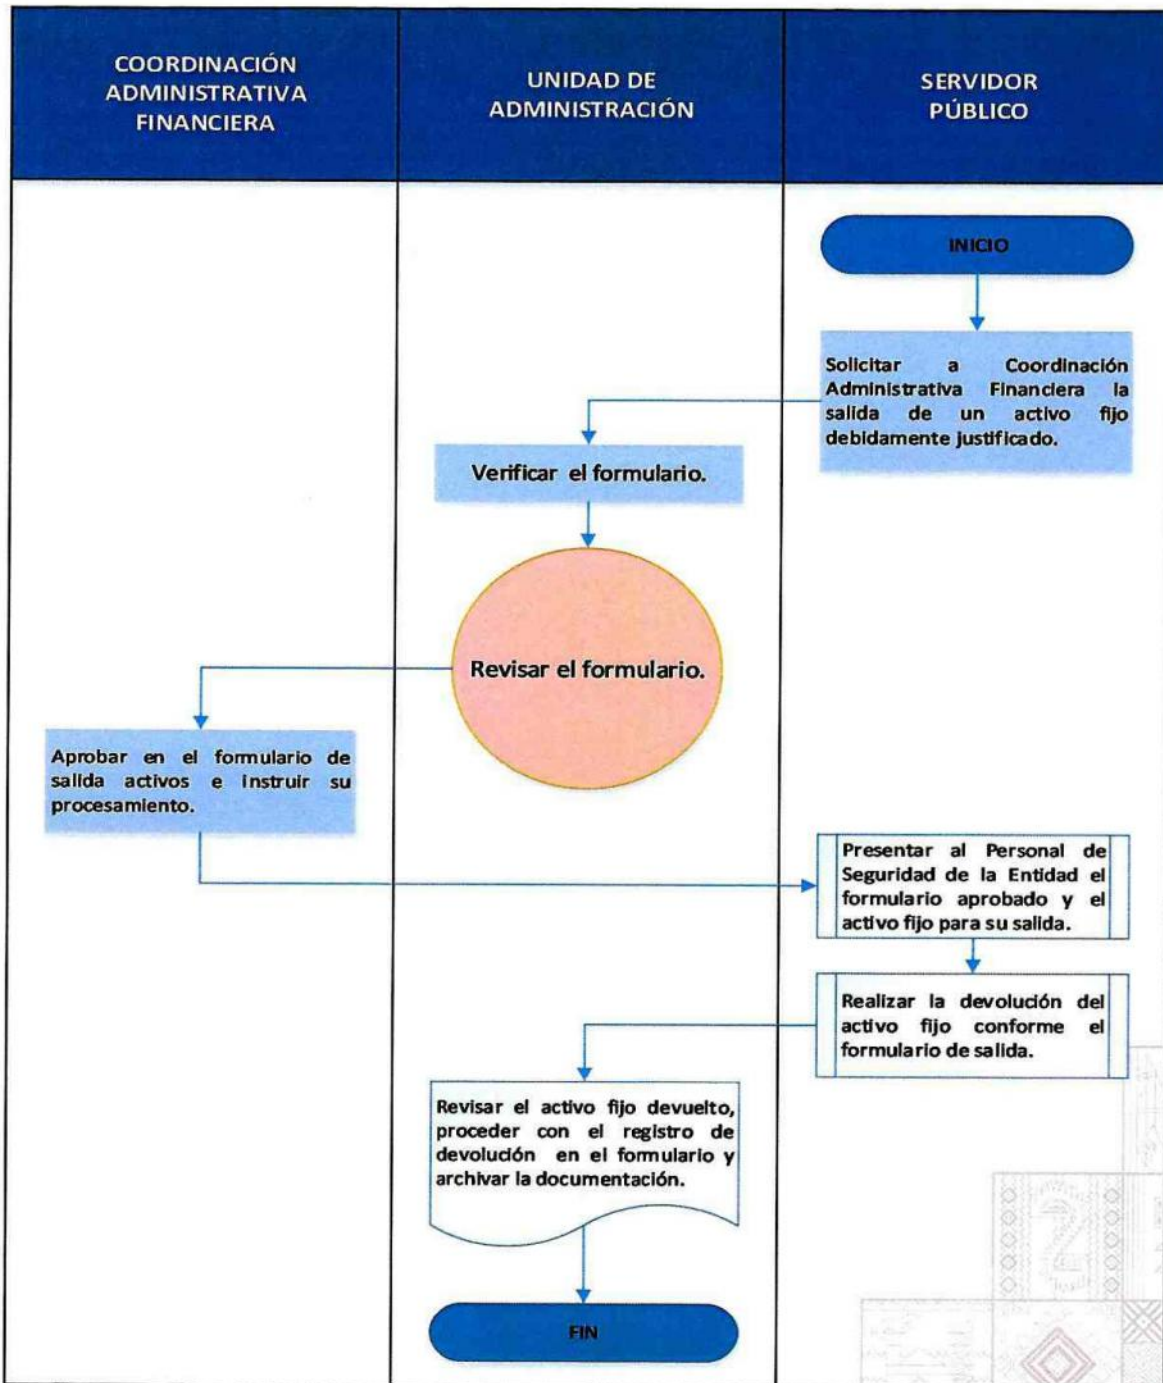 COORDINACIÓN
ADMINISTRATIVA
FINANCIERA
UNIDAD DE
ADMINISTRACIÓN
SERVIDOR
PÚBLICO
INICIO
Solicitar a Coordinación
Administrativa Financiera la
salida de un activo fijo
debidamente justificado.
Verificar el formulario.
Revisar el formulario.
Aprobar en el formulario de
salida activos e instruir su
procesamiento.
Presentar al Personal de
Seguridad de la Entidad el
formulario aprobado y el
activo fijo para su salida.
Realizar la devolución del
activo fijo conforme el
formulario de salida.
Revisar el activo fijo devuelto,
proceder con el registro de
devolución en el formulario y
archivar la documentación.
FIN